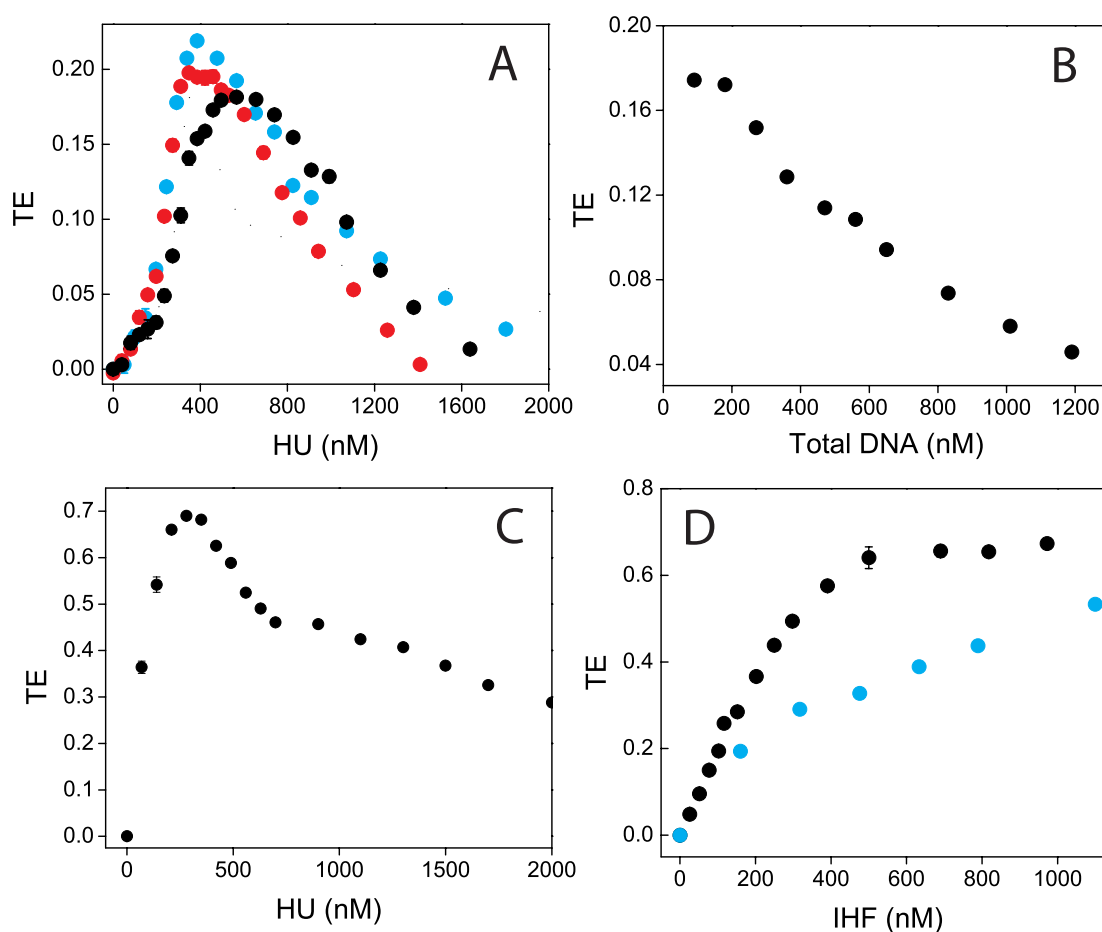 A
TE
0.20
0.15
0.10
0.05
0.00
0 400 800 1200 1600 2000
HU (nM)
B
TE
0.20
0.16
0.12
0.08
0.04
0 200 400 600 800 1000 1200
Total DNA (nM)
C
TE
0.7
0.6
0.5
0.4
0.3
0.2
0.1
0.0
0 500 1000 1500 2000
HU (nM)
D
TE
0.8
0.6
0.4
0.2
0.0
0 200 400 600 800 1000
IHF (nM)